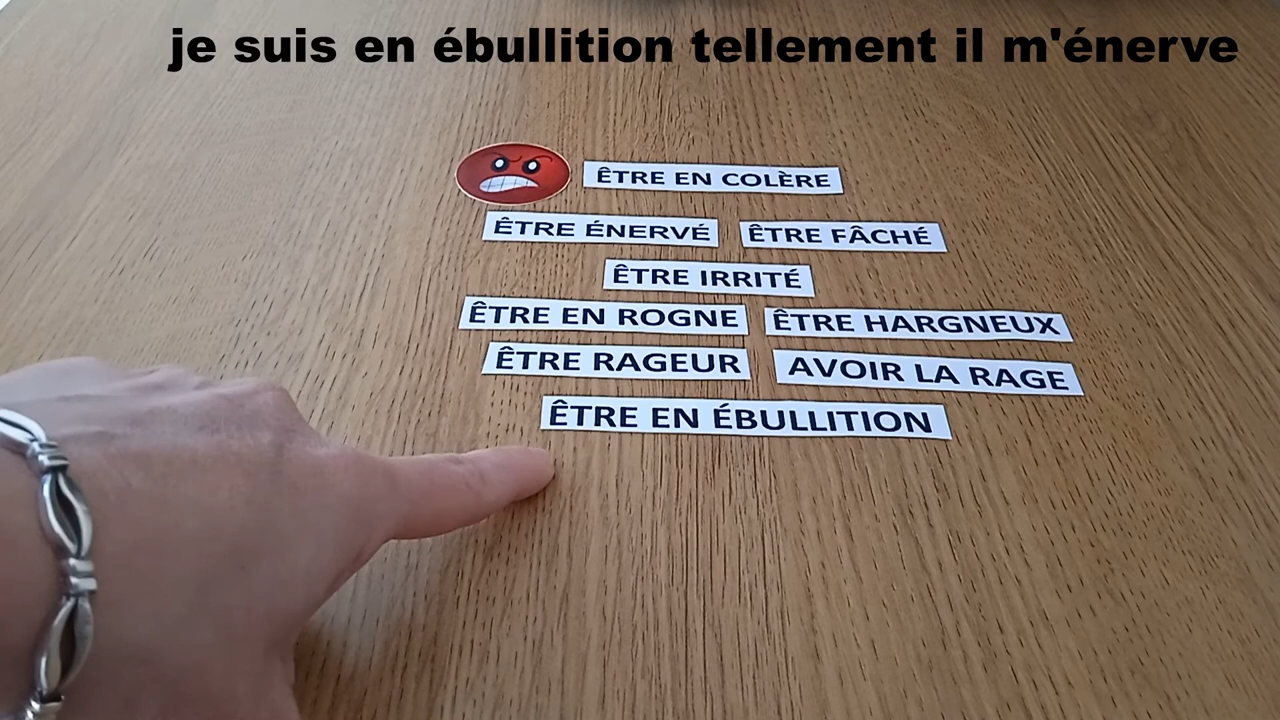 je suis en ébullition tellement il m'énerve
ÊTRE EN COLÈRE
ÊTRE ÉNERVÉ ÊTRE FÂCHÉ
ÊTRE IRRITÉ
ÊTRE EN ROGNE ÊTRE HARGNEUX
ÊTRE RAGEUR AVOIR LA RAGE
ÊTRE EN ÉBULLITION